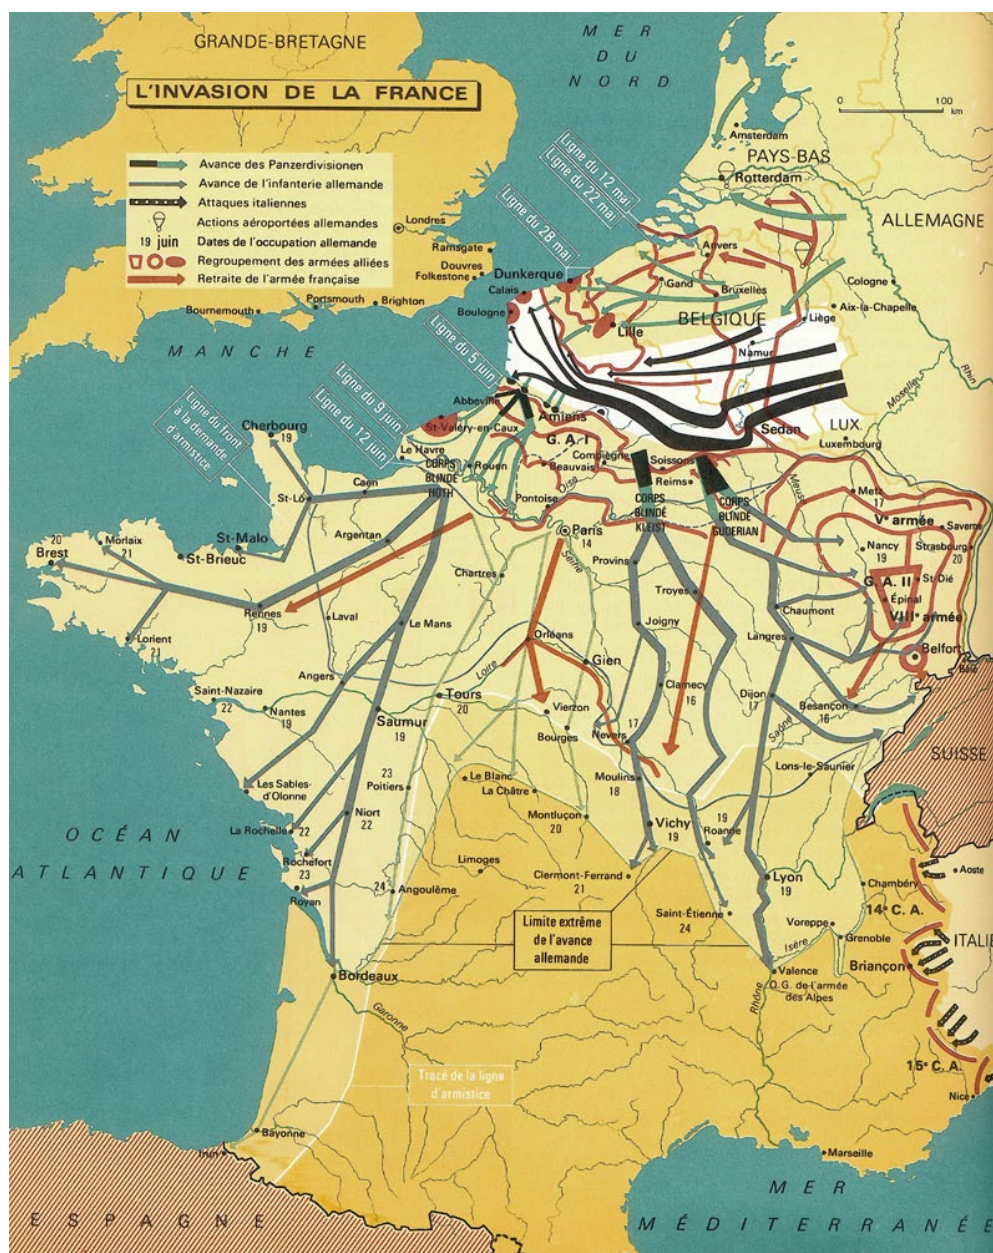 GRANDE-BRETAGNE
MER
DU
NORD
L'INVASION DE LA FRANCE
0 100
km
Avance des Panzerdivisionen
Avance de l'infanterie allemande
Attaques italiennes
Actions aéroportées allemandes
19 juin Dates de l'occupation allemande
Regroupement des armées alliées
Retraite de l'armée française
Amsterdam
PAYS-BAS
Rotterdam
ALLEMAGNE
Ligne du 12 mai
Ligne du 22 mai
Ligne du 28 mai
Londres
Ramsgate
Douvres
Folkestone
Portsmouth
Brighton
Bournemouth
MANCHE
Dunkerque
Calais
Boulogne
Anvers
Gand
Bruxelles
BELGIQUE
Lille
Cologne
Aix-la-Chapelle
Liège
Namur
Rhin
Moselle
Ligne du 5 juin
Ligne du 9 juin
Ligne du 12 juin
Ligne du front
à la demande
d'armistice
Abbeville
Amiens
St-Valéry-en-Caux
Sedan
LUX.
Luxembourg
Cherbourg
19
Le Havre
CORPS
BLINDÉ
HOTH
Rouen
G. A. I
Beauvais
Compiègne
Soissons
Reims
Oise
Meuse
Metz
17
Caen
St-Lô
Pontoise
CORPS
BLINDÉ
KLEIST
CORPS
BLINDÉ
GUDERIAN
Vᵉ armée
Saverne
Strasbourg
20
Nancy
19
Paris
14
Seine
Argentan
St-Malo
St-Brieuc
Morlaix
21
20
Brest
Chartres
Provins
Troyes
G. A. II
St-Dié
Épinal
VIIIᵉ armée
Rennes
19
Laval
Le Mans
Joigny
Chaumont
Langres
Belfort
Bâle
Lorient
21
Orléans
Loire
Gien
Clamecy
16
Angers
Saint-Nazaire
22
Nantes
19
Saumur
19
Tours
20
Vierzon
Bourges
Nevers
17
Dijon
17
Besançon
16
Saône
SUISSE
Lons-le-Saunier
Moulins
18
Le Blanc
La Châtre
Montluçon
20
23
Poitiers
Les Sables-
d'Olonne
Niort
22
La Rochelle
22
Rochefort
23
Royan
Vichy
19
19
Roanne
OCÉAN
ATLANTIQUE
Limoges
24
Angoulême
Clermont-Ferrand
21
Saint-Étienne
24
Lyon
19
Chambéry
14ᵉ C. A.
Aoste
Limite extrême
de l'avance
allemande
Voreppe
Grenoble
Isère
ITALIE
Briançon
Bordeaux
Garonne
Valence
Q.G. de l'armée
des Alpes
Rhône
15ᵉ C. A.
Nice
Tracé de la ligne
d'armistice
Bayonne
Irun
Marseille
MER
MÉDITERRANÉE
ESPAGNE